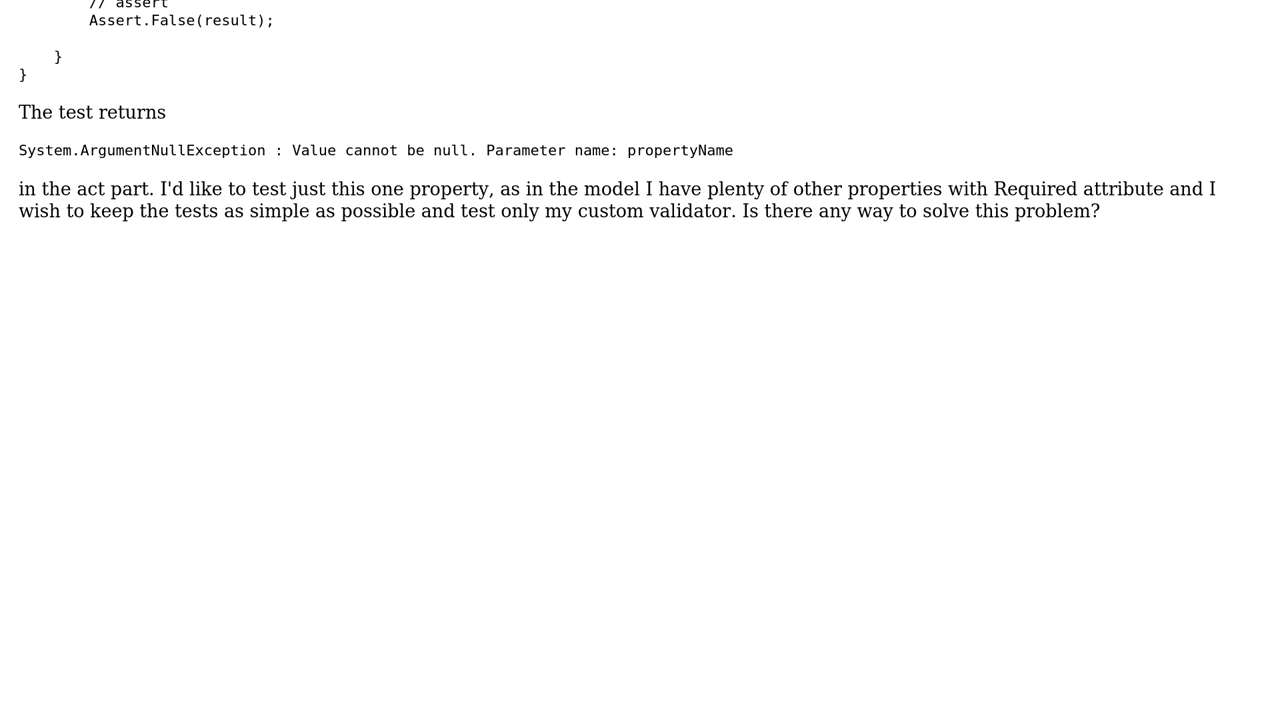 // assert
Assert.False(result);
}
}
The test returns
System.ArgumentNullException : Value cannot be null. Parameter name: propertyName
in the act part. I'd like to test just this one property, as in the model I have plenty of other properties with Required attribute and I
wish to keep the tests as simple as possible and test only my custom validator. Is there any way to solve this problem?